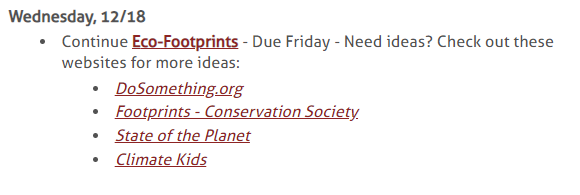 Wednesday, 12/18
• Continue Eco-Footprints - Due Friday - Need ideas? Check out these
websites for more ideas:
• DoSomething.org
• Footprints - Conservation Society
• State of the Planet
• Climate Kids